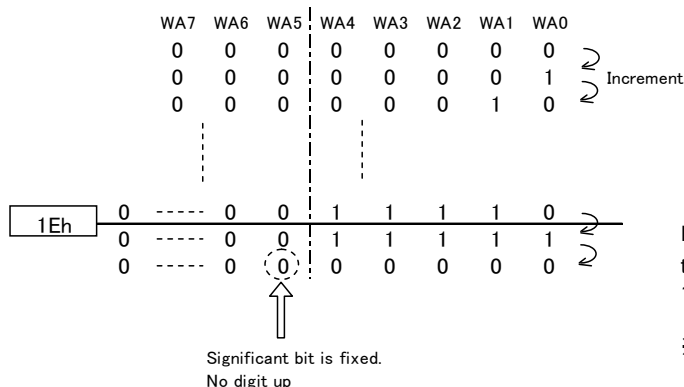 WA7 WA6 WA5 WA4 WA3 WA2 WA1 WA0
0 0 0 0 0 0 0 0
0 0 0 0 0 0 0 1 Increment
0 0 0 0 0 0 1 0
1Eh 0 ----- 0 0 1 1 1 1 0
0 ----- 0 0 1 1 1 1 1
0 ----- 0 0 0 0 0 0 0
Significant bit is fixed.
No digit up